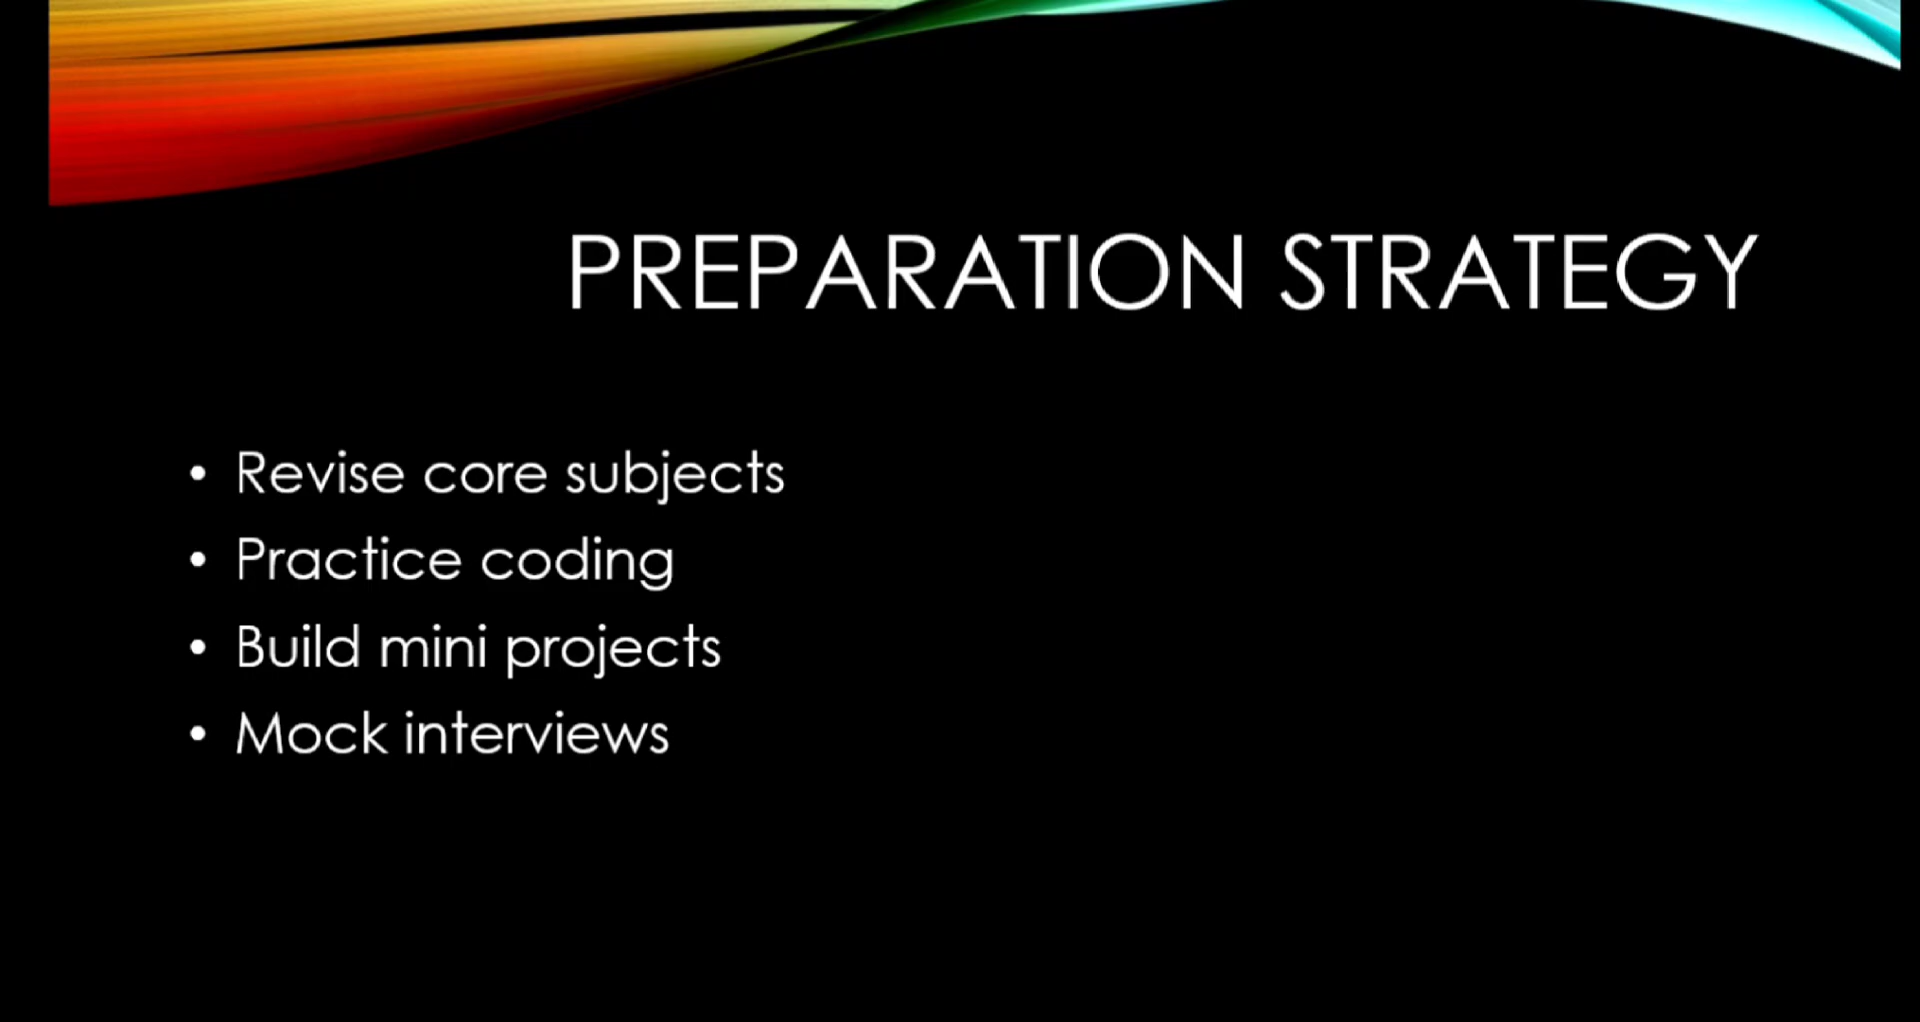 PREPARATION STRATEGY
• Revise core subjects
• Practice coding
• Build mini projects
• Mock interviews